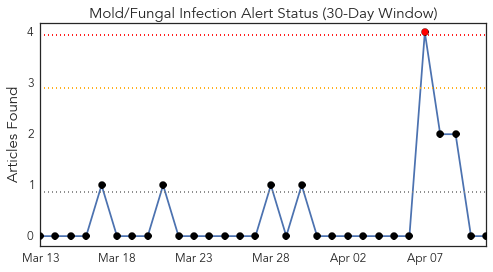 Mold/Fungal Infection Alert Status (30-Day Window)
Articles Found
4
3
2
1
0
Mar 13 Mar 18 Mar 23 Mar 28 Apr 02 Apr 07